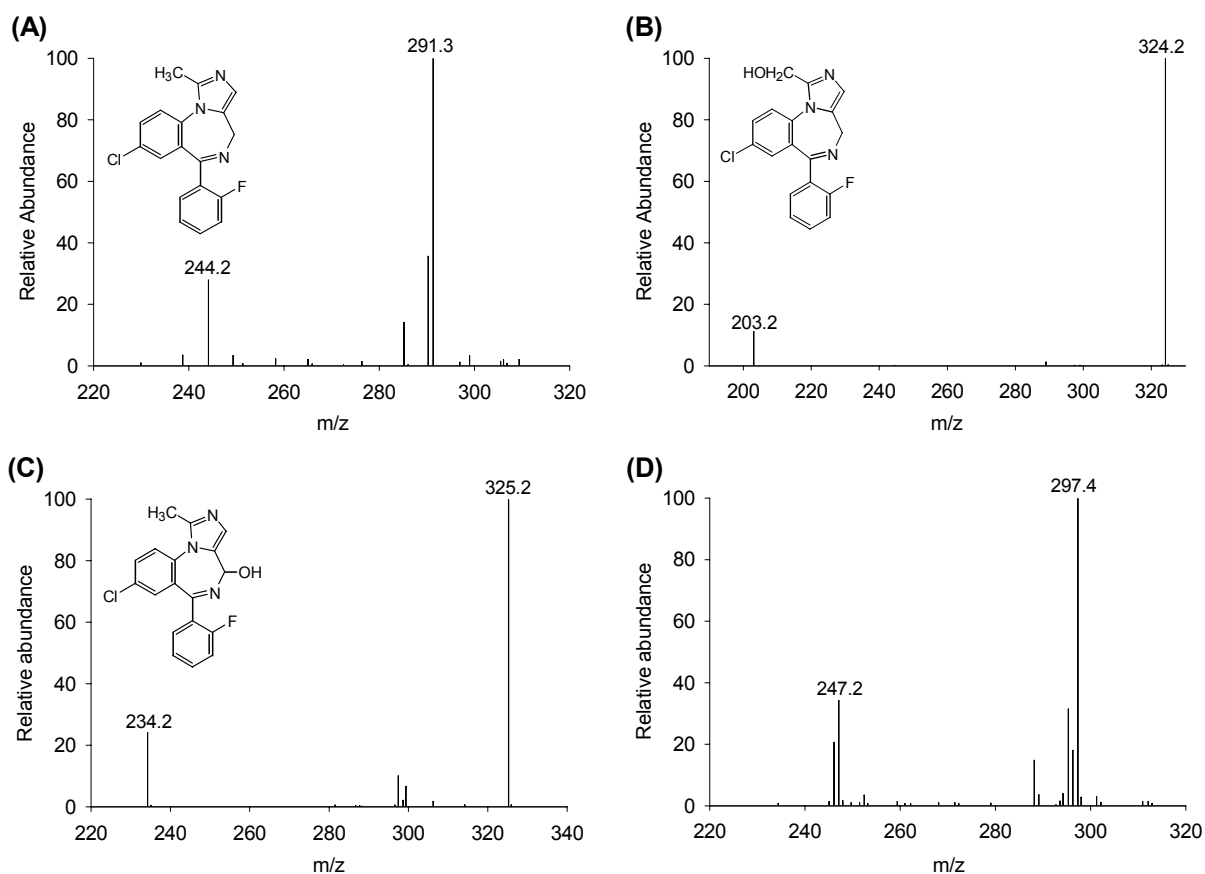 (A)
Relative Abundance
100
80
60
40
20
0
291.3
244.2
H₃C
N
N
N
Cl
F
220 240 260 280 300 320
m/z
(B)
Relative Abundance
100
80
60
40
20
0
324.2
203.2
HOH₂C
N
N
N
Cl
F
200 220 240 260 280 300 320
m/z
(C)
Relative abundance
100
80
60
40
20
0
325.2
234.2
H₃C
N
N
OH
N
Cl
F
220 240 260 280 300 320 340
m/z
(D)
Relative abundance
100
80
60
40
20
0
297.4
247.2
220 240 260 280 300 320
m/z